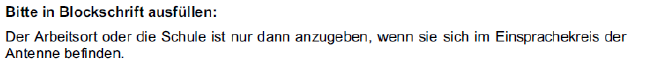 Bitte in Blockschrift ausfüllen:
Der Arbeitsort oder die Schule ist nur dann anzugeben, wenn sie sich im Einsprachekreis der
Antenne befinden.